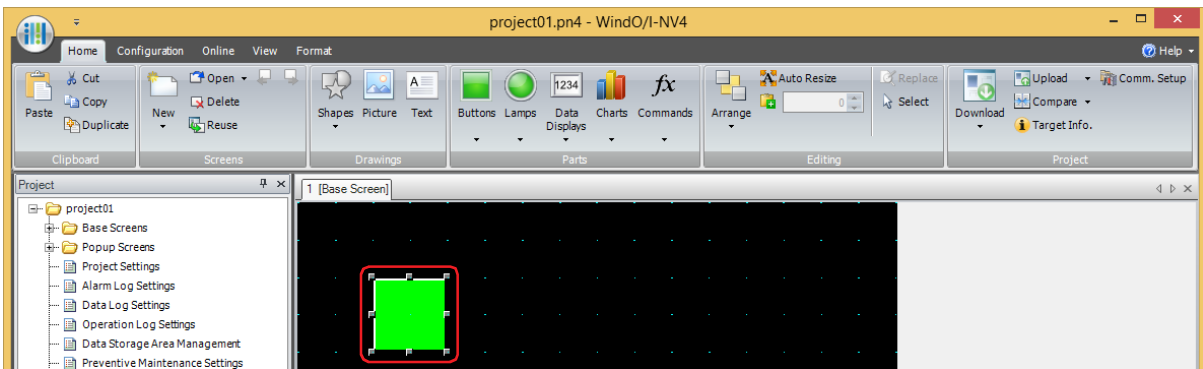 project01.pn4 - WindO/I-NV4
Home Configuration Online View Format Help
Paste Cut Copy Duplicate
Clipboard
New Open Delete Reuse
Screens
Shapes Picture Text
Drawings
Buttons Lamps 1234 Data Displays Charts fx Commands
Parts
Arrange Auto Resize 0 Replace Select
Editing
Download Upload Compare Target Info. Comm. Setup
Project
Project
1 [Base Screen]
project01
Base Screens
Popup Screens
Project Settings
Alarm Log Settings
Data Log Settings
Operation Log Settings
Data Storage Area Management
Preventive Maintenance Settings